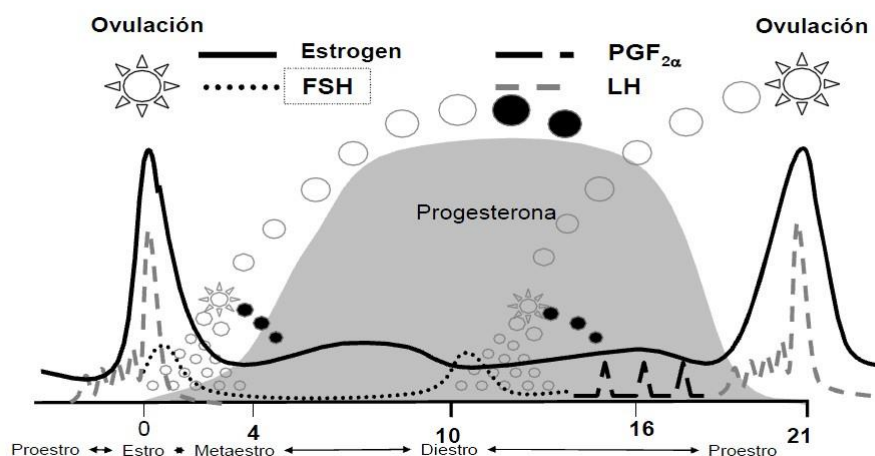 Ovulación
Estrogen
PGF2α
Ovulación
FSH
LH
Progesterona
0 4 10 16 21
Proestro Estro Metaestro Diestro Proestro